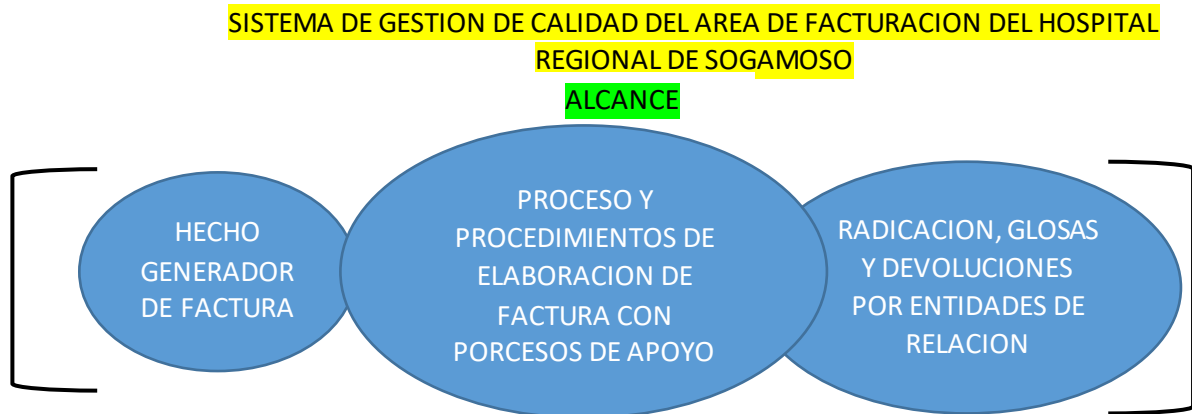 SISTEMA DE GESTION DE CALIDAD DEL AREA DE FACTURACION DEL HOSPITAL
REGIONAL DE SOGAMOSO
ALCANCE
HECHO
GENERADOR
DE FACTURA
PROCESO Y
PROCEDIMIENTOS DE
ELABORACION DE
FACTURA CON
PORCESOS DE APOYO
RADICACION, GLOSAS
Y DEVOLUCIONES
POR ENTIDADES DE
RELACION